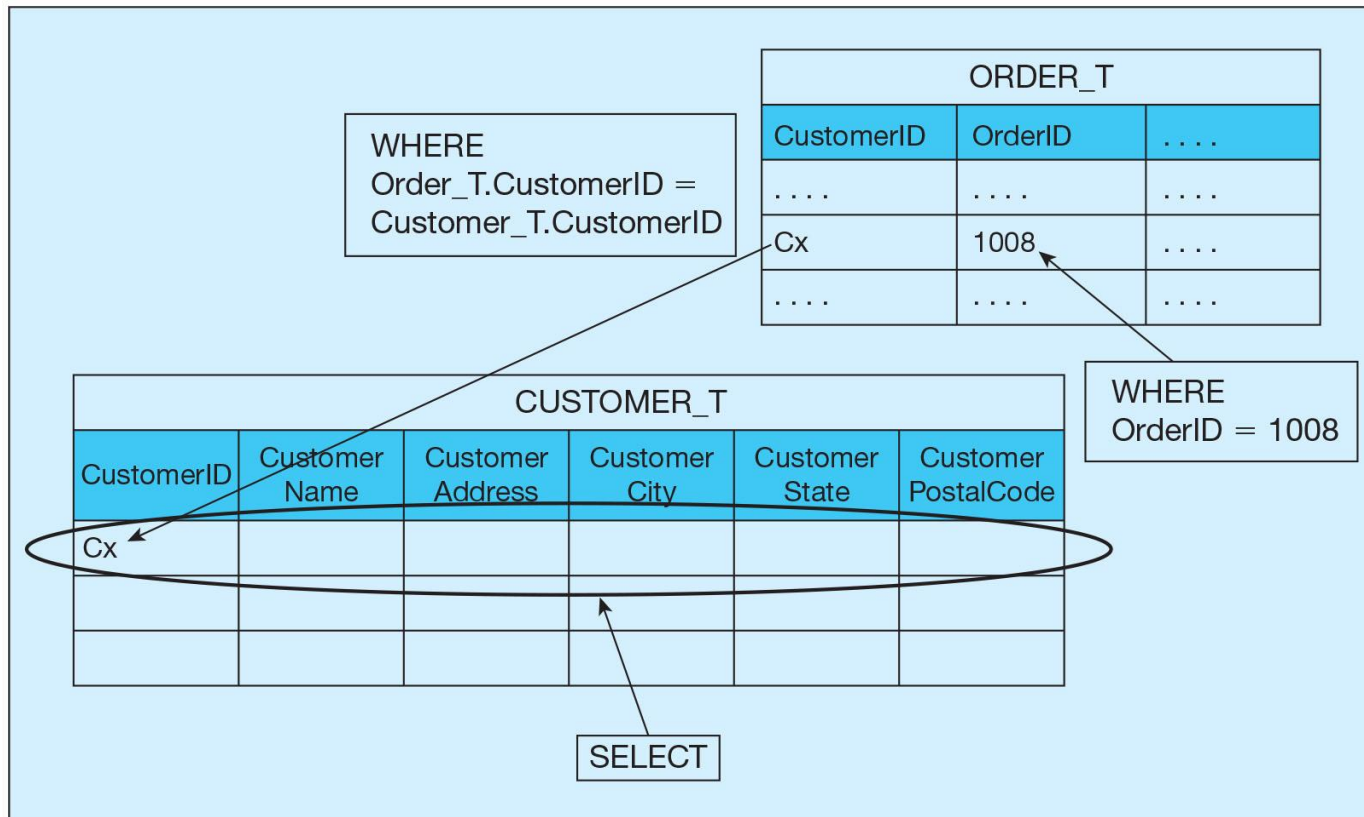 ORDER_T
CustomerID OrderID . . . .
. . . . . . . . . . . .
Cx 1008 . . . .
. . . . . . . . . . . .
WHERE
Order_T.CustomerID =
Customer_T.CustomerID
WHERE
OrderID = 1008
CUSTOMER_T
CustomerID Customer Name Customer Address Customer City Customer State Customer PostalCode
Cx
SELECT